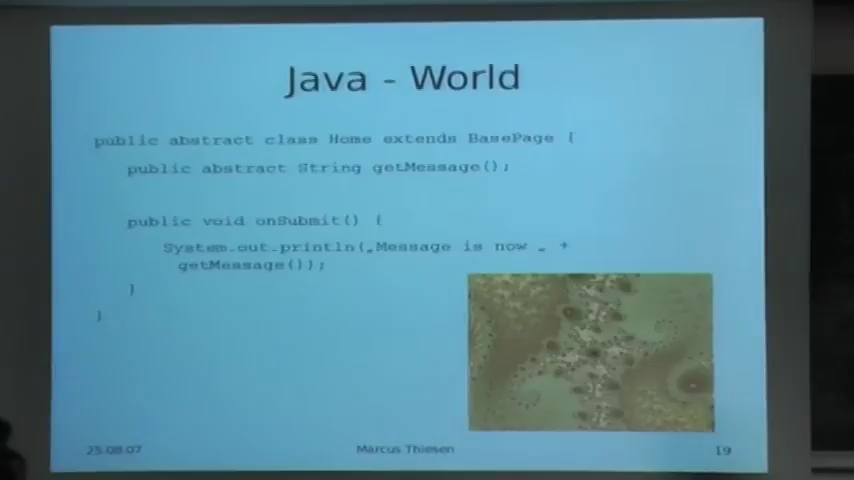 Java - World
public abstract class Home extends BasePage {
public abstract String getMessage();
public void onSubmit() {
System.out.println(„Message is now „ +
getMessage());
}
}
25.08.07
Marcus Thiesen
19